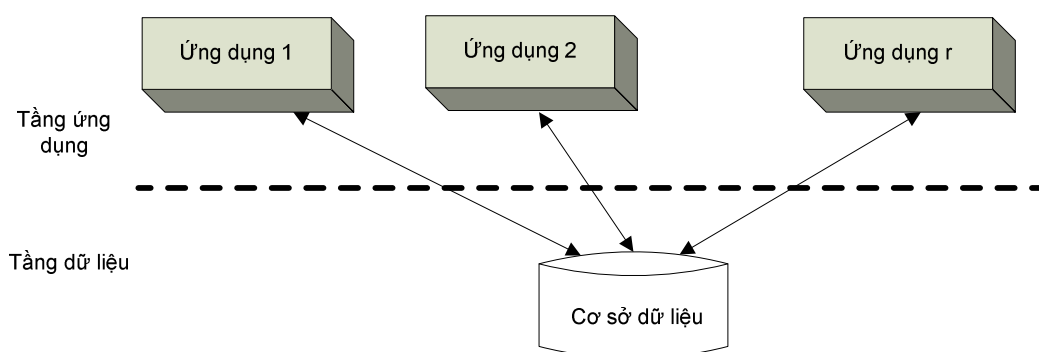 Ứng dụng 1
Ứng dụng 2
Ứng dụng r
Tầng ứng
dụng
Tầng dữ liệu
Cơ sở dữ liệu